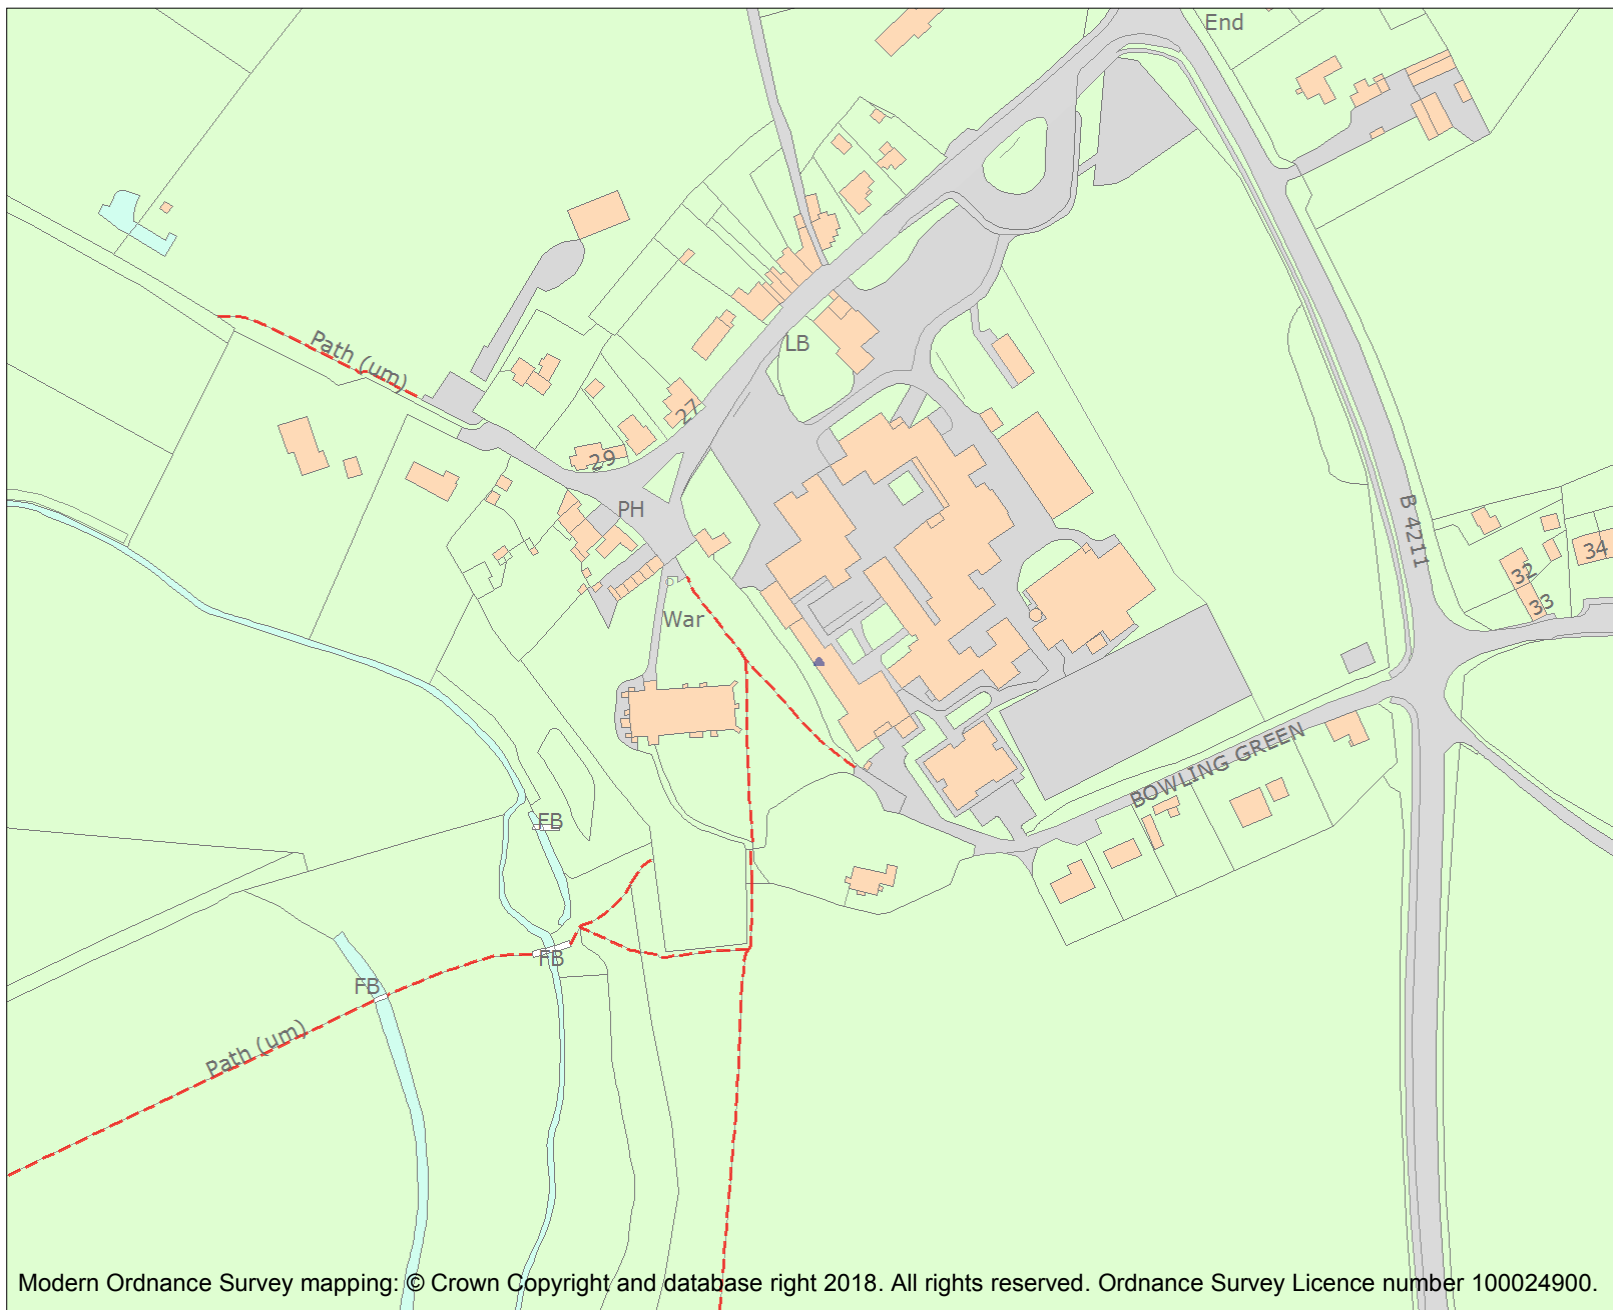 End
Path (um)
LB
27
29
PH
B 4211
34
32
33
War
BOWLING GREEN
FB
FB
FB
Path (um)
Modern Ordnance Survey mapping: © Crown Copyright and database right 2018. All rights reserved. Ordnance Survey Licence number 100024900.